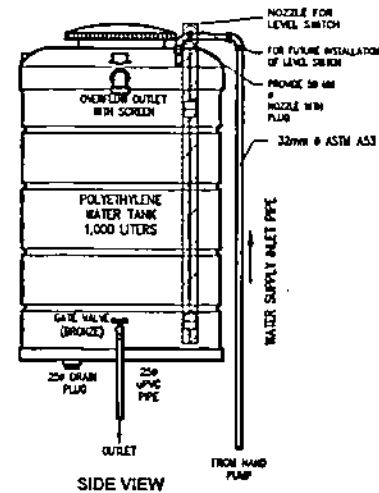 NOZZLE FOR
LEVEL SWITCH
FOR FUTURE INSTALLATION
OF LEVEL SWITCH
PROVIDE 50 MM
ø
NOZZLE WITH
PLUG
32mm ø ASTM A53
OVERFLOW OUTLET
WITH SCREEN
POLYETHYLENE
WATER TANK
1,000 LITERS
WATER SUPPLY INLET PIPE
GATE VALVE
(BRONZE)
25ø DRAIN
PLUG
25ø
uPVC
PIPE
OUTLET
FROM HAND
PUMP
SIDE VIEW